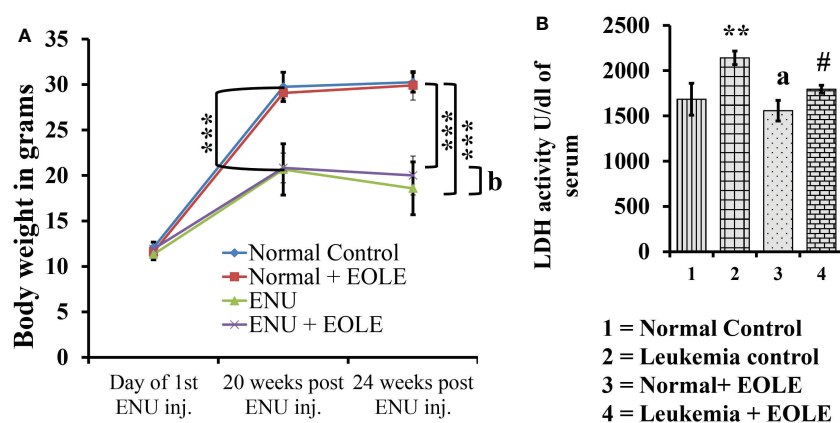 A
Body weight in grams
35
30
25
20
15
10
5
0
***
***
***
b
Normal Control
Normal + EOLE
ENU
ENU + EOLE
Day of 1st
ENU inj.
20 weeks post
ENU inj.
24 weeks post
ENU inj.
B
LDH activity U/dl of
serum
2500
2000
1500
1000
500
0
**
a
#
1 2 3 4
1 = Normal Control
2 = Leukemia control
3 = Normal+ EOLE
4 = Leukemia + EOLE